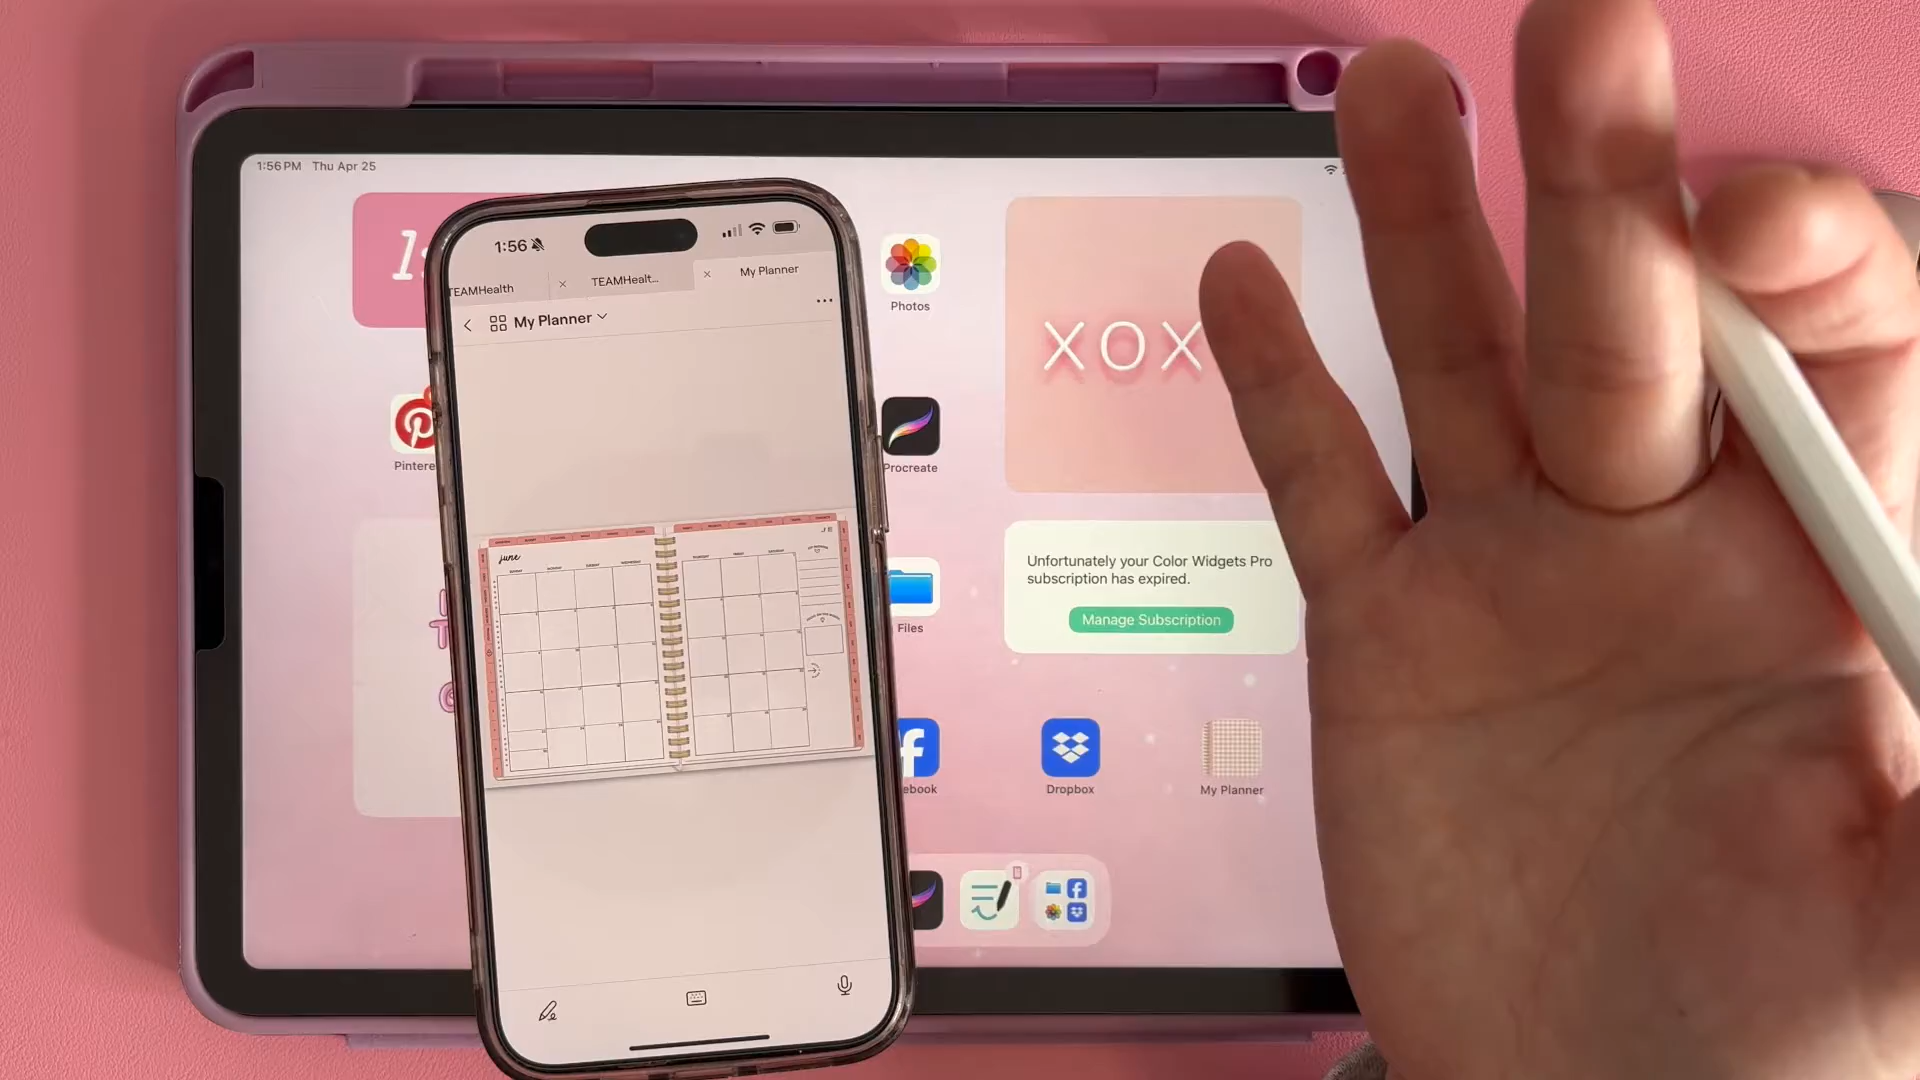 1:56 PM Thu Apr 25
1:56
TEAMHealth
TEAMHealt...
My Planner
My Planner
june
Photos
XOX
Procreate
Files
Unfortunately your Color Widgets Pro
subscription has expired.
Manage Subscription
Pintere
ebook
Dropbox
My Planner